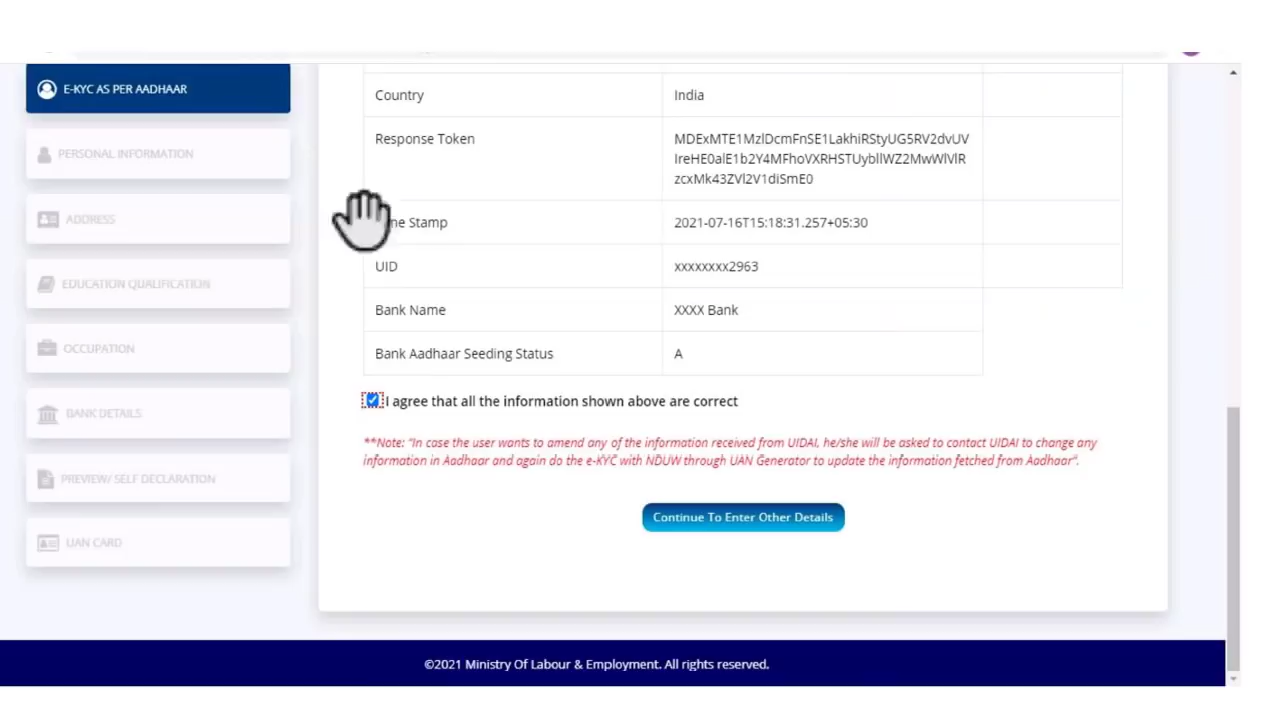 E-KYC AS PER AADHAAR
PERSONAL INFORMATION
ADDRESS
EDUCATION QUALIFICATION
OCCUPATION
BANK DETAILS
PREVIEW/ SELF DECLARATION
UAN CARD
Country India
Response Token MDExMTE1MzlDcmFnSE1LakhiRStyUG5RV2dvUV
IreHE0alE1b2Y4MFhoVXRHSTUybllWZ2MwWlVlR
zcxMk43ZVl2V1diSmE0
Stamp 2021-07-16T15:18:31.257+05:30
UID xxxxxxxx2963
Bank Name XXXX Bank
Bank Aadhaar Seeding Status A
I agree that all the information shown above are correct
**Note: "In case the user wants to amend any of the information received from UIDAI, he/she will be asked to contact UIDAI to change any
information in Aadhaar and again do the e-KYC with NDUW through UAN Generator to update the information fetched from Aadhaar".
Continue To Enter Other Details
©2021 Ministry Of Labour & Employment. All rights reserved.